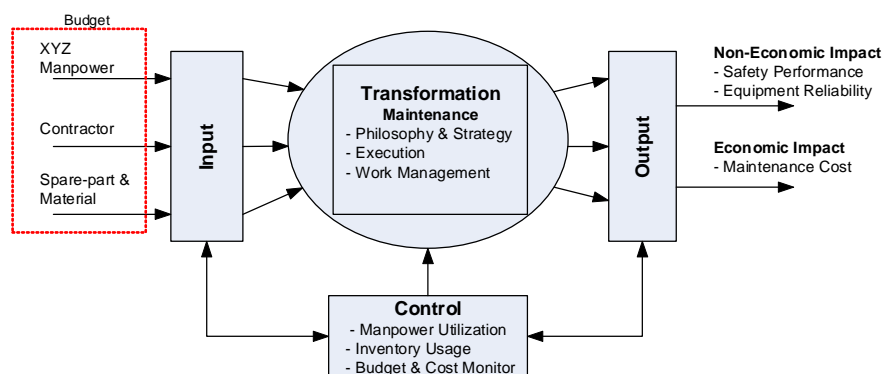 Budget
XYZ
Manpower
Contractor
Spare-part &
Material
Input
Transformation
Maintenance
- Philosophy & Strategy
- Execution
- Work Management
Output
Non-Economic Impact
- Safety Performance
- Equipment Reliability
Economic Impact
- Maintenance Cost
Control
- Manpower Utilization
- Inventory Usage
- Budget & Cost Monitor